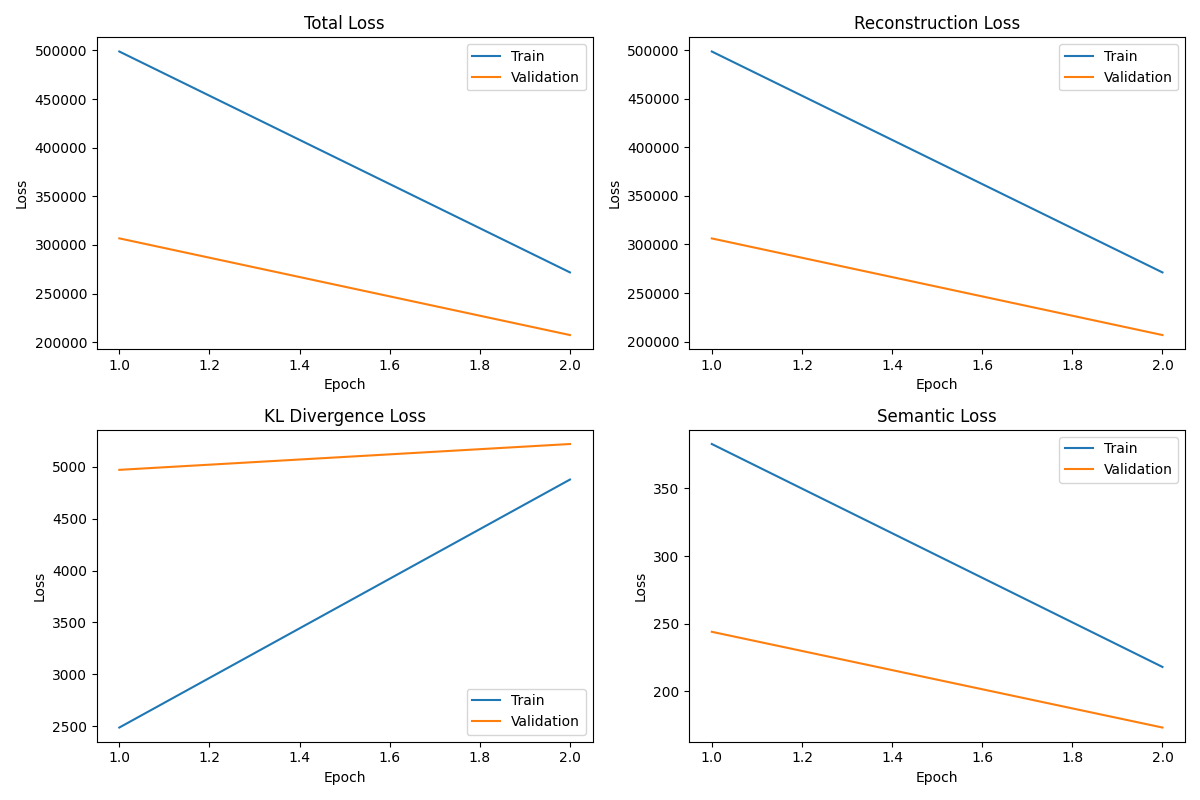 Total Loss
500000
450000
400000
350000
300000
250000
200000
Loss
1.0 1.2 1.4 1.6 1.8 2.0
Epoch
Train
Validation
Reconstruction Loss
500000
450000
400000
350000
300000
250000
200000
Loss
1.0 1.2 1.4 1.6 1.8 2.0
Epoch
Train
Validation
KL Divergence Loss
5000
4500
4000
3500
3000
2500
Loss
1.0 1.2 1.4 1.6 1.8 2.0
Epoch
Train
Validation
Semantic Loss
350
300
250
200
Loss
1.0 1.2 1.4 1.6 1.8 2.0
Epoch
Train
Validation